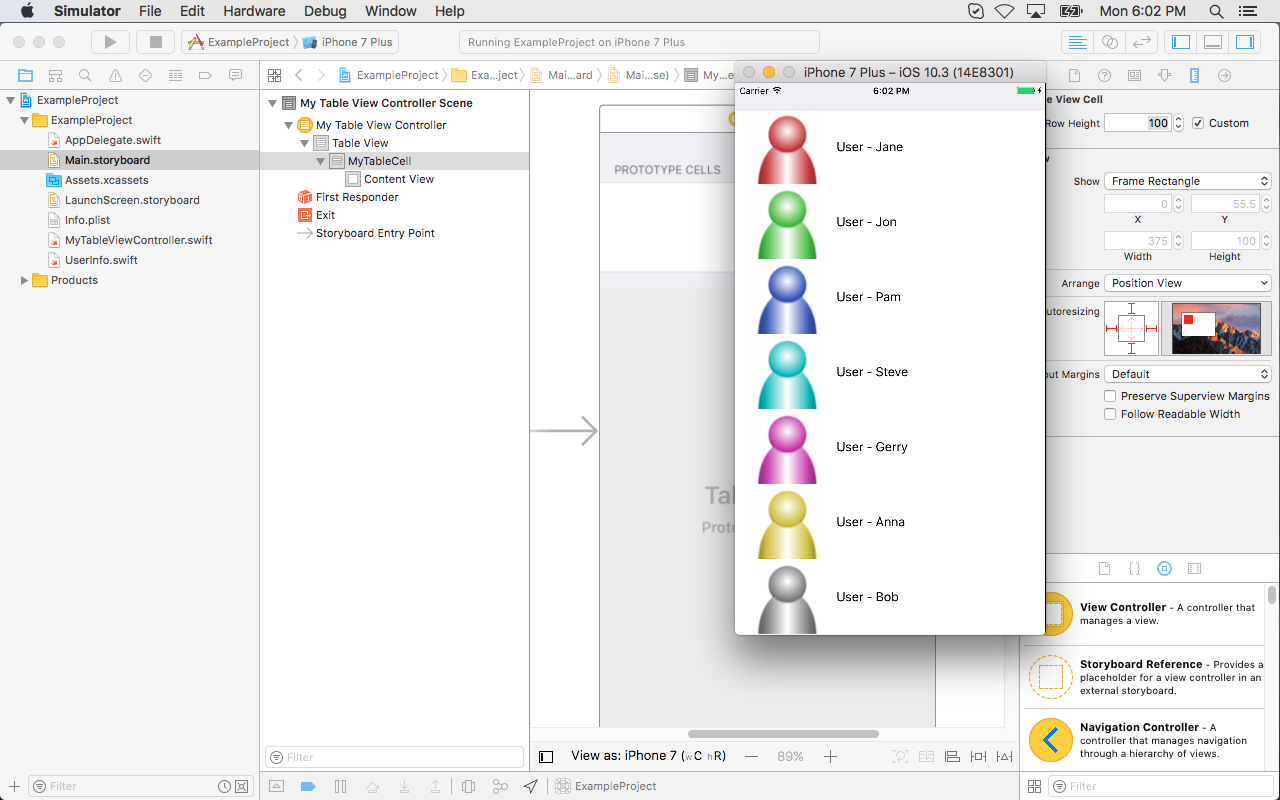 Simulator File Edit Hardware Debug Window Help Mon 6:02 PM
ExampleProject iPhone 7 Plus Running ExampleProject on iPhone 7 Plus
ExampleProject Exa...ject Mai...ard Mai...se) My...e
ExampleProject
ExampleProject
AppDelegate.swift
Main.storyboard
Assets.xcassets
LaunchScreen.storyboard
Info.plist
MyTableViewController.swift
UserInfo.swift
Products
Filter
My Table View Controller Scene
My Table View Controller
Table View
MyTableCell
Content View
First Responder
Exit
Storyboard Entry Point
Filter
PROTOTYPE CELLS
Ta
Prot
View as: iPhone 7 (wC hR) 89%
ExampleProject
iPhone 7 Plus – iOS 10.3 (14E8301)
Carrier 6:02 PM
User - Jane
User - Jon
User - Pam
User - Steve
User - Gerry
User - Anna
User - Bob
e View Cell
Row Height 100 Custom
w
Show Frame Rectangle
0 55.5
X Y
375 100
Width Height
Arrange Position View
utoresizing
out Margins Default
Preserve Superview Margins
Follow Readable Width
{}
View Controller - A controller that
manages a view.
Storyboard Reference - Provides a
placeholder for a view controller in an
external storyboard.
Navigation Controller - A
controller that manages navigation
through a hierarchy of views.
Filter